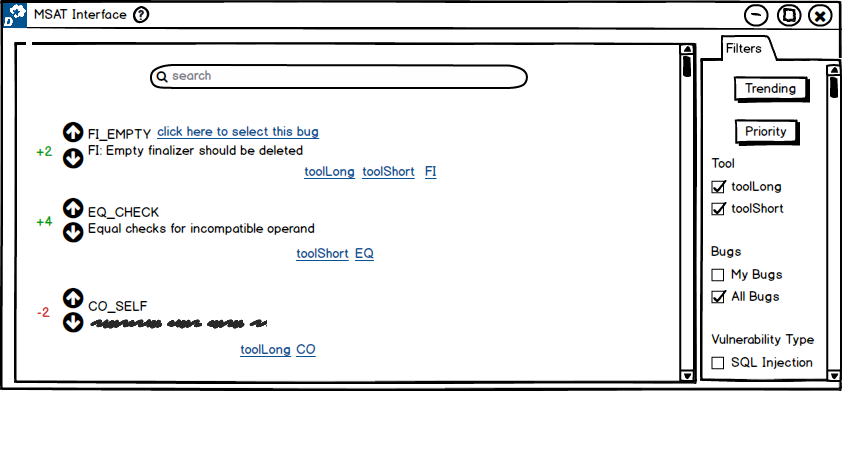 MSAT Interface ?
search
+2
FI_EMPTY click here to select this bug
FI: Empty finalizer should be deleted
toolLong toolShort FI
+4
EQ_CHECK
Equal checks for incompatible operand
toolShort EQ
-2
CO_SELF
toolLong CO
Filters
Trending
Priority
Tool
toolLong
toolShort
Bugs
My Bugs
All Bugs
Vulnerability Type
SQL Injection